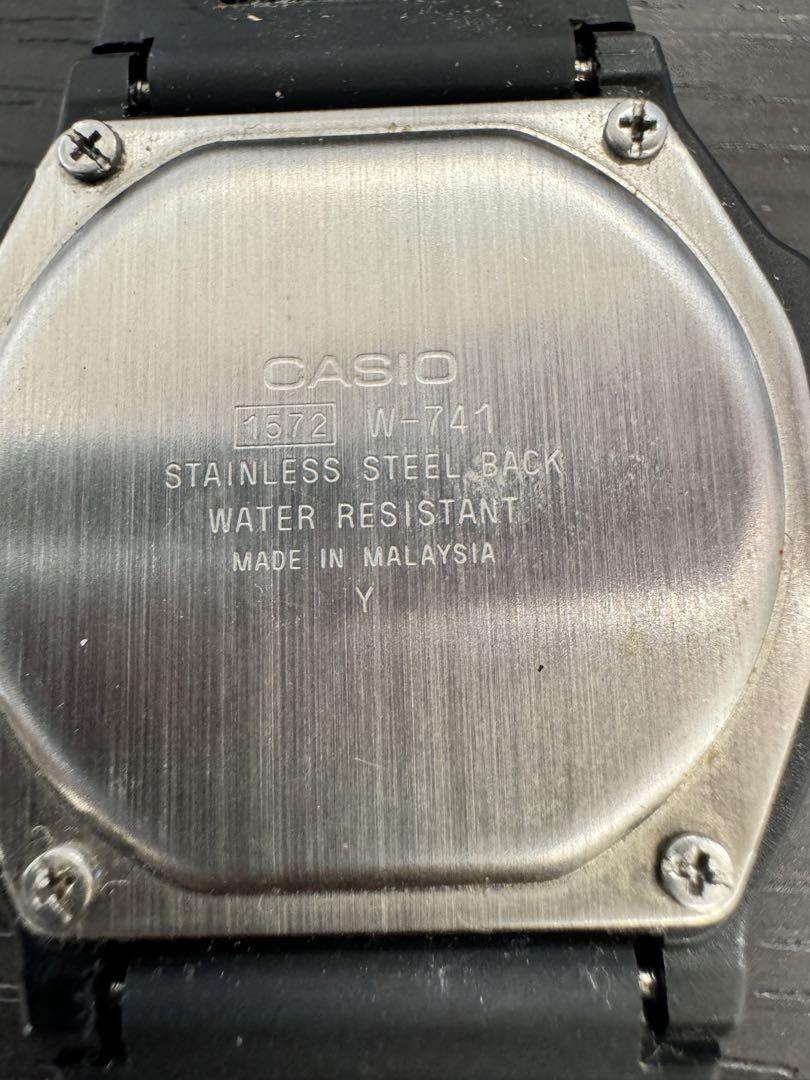 CASIO
1572 W-741
STAINLESS STEEL BACK
WATER RESISTANT
MADE IN MALAYSIA
Y